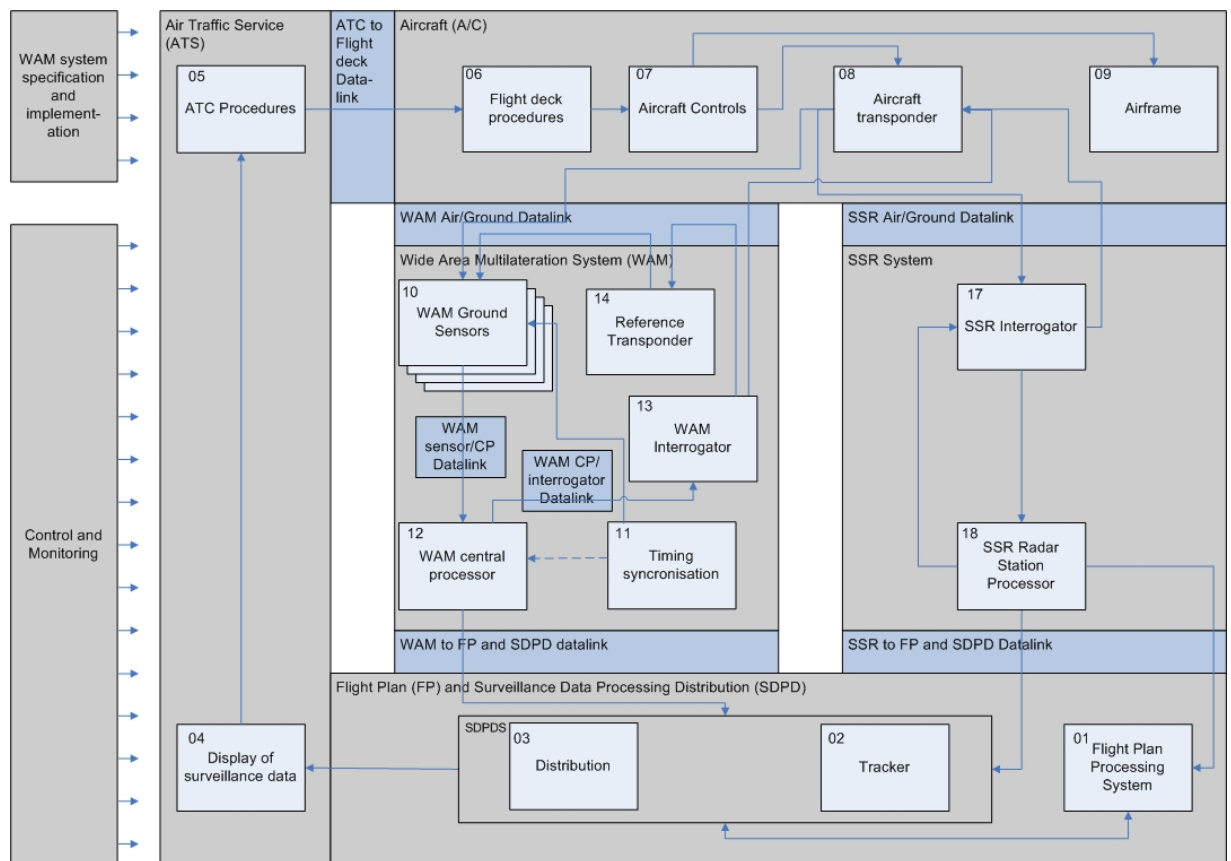 WAM system
specification
and
implement-
ation
Control and
Monitoring
Air Traffic Service
(ATS)
05
ATC Procedures
04
Display of
surveillance data
ATC to
Flight
deck
Data-
link
Aircraft (A/C)
06
Flight deck
procedures
07
Aircraft Controls
08
Aircraft
transponder
09
Airframe
WAM Air/Ground Datalink
Wide Area Multilateration System (WAM)
10
WAM Ground
Sensors
14
Reference
Transponder
13
WAM
Interrogator
WAM
sensor/CP
Datalink
WAM CP/
interrogator
Datalink
12
WAM central
processor
11
Timing
syncronisation
WAM to FP and SDPD datalink
SSR Air/Ground Datalink
SSR System
17
SSR Interrogator
18
SSR Radar
Station
Processor
SSR to FP and SDPD Datalink
Flight Plan (FP) and Surveillance Data Processing Distribution (SDPD)
SDPDS
03
Distribution
02
Tracker
01
Flight Plan
Processing
System